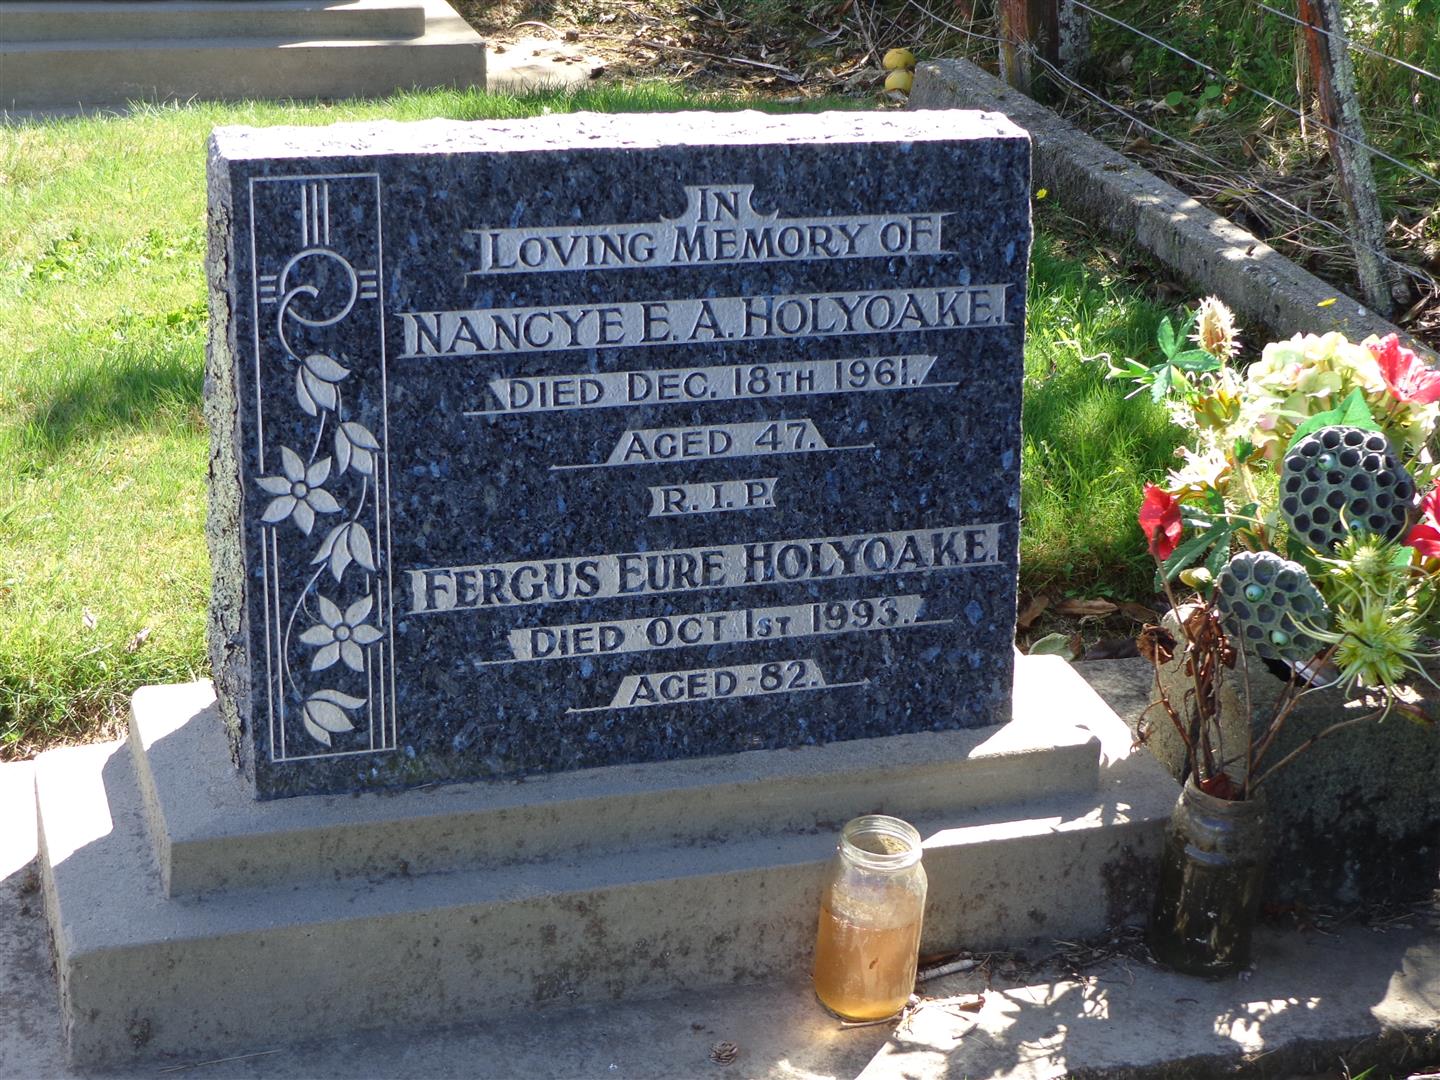 IN
LOVING MEMORY OF
NANCYE E. A. HOLYOAKE.
DIED DEC. 18TH 1961.
AGED 47.
R. I. P.
FERGUS EURE HOLYOAKE.
DIED OCT 1ST 1993.
AGED 82.